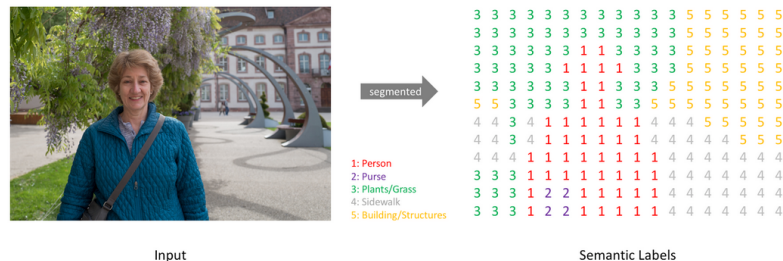 3 3 3 3 3 3 3 3 3 3 3 3 5 5 5 5 5 5
3 3 3 3 3 3 3 3 3 3 3 3 5 5 5 5 5 5
3 3 3 3 3 3 1 1 3 3 3 3 5 5 5 5 5 5
3 3 3 3 3 1 1 1 1 3 3 3 5 5 5 5 5 5
3 3 3 3 3 3 1 1 3 3 3 5 5 5 5 5 5 5
5 5 3 3 3 3 1 1 3 3 5 5 5 5 5 5 5 5
4 4 3 4 1 1 1 1 1 1 4 4 4 5 5 5 5 5
4 4 3 4 1 1 1 1 1 1 4 4 4 4 4 5 5 5
4 4 4 1 1 1 1 1 1 1 1 4 4 4 4 4 4 4
3 3 3 1 1 1 1 1 1 1 1 4 4 4 4 4 4 4
3 3 3 1 2 2 1 1 1 1 1 4 4 4 4 4 4 4
3 3 3 1 2 2 1 1 1 1 1 4 4 4 4 4 4 4
segmented
1: Person
2: Purse
3: Plants/Grass
4: Sidewalk
5: Building/Structures
Input
Semantic Labels